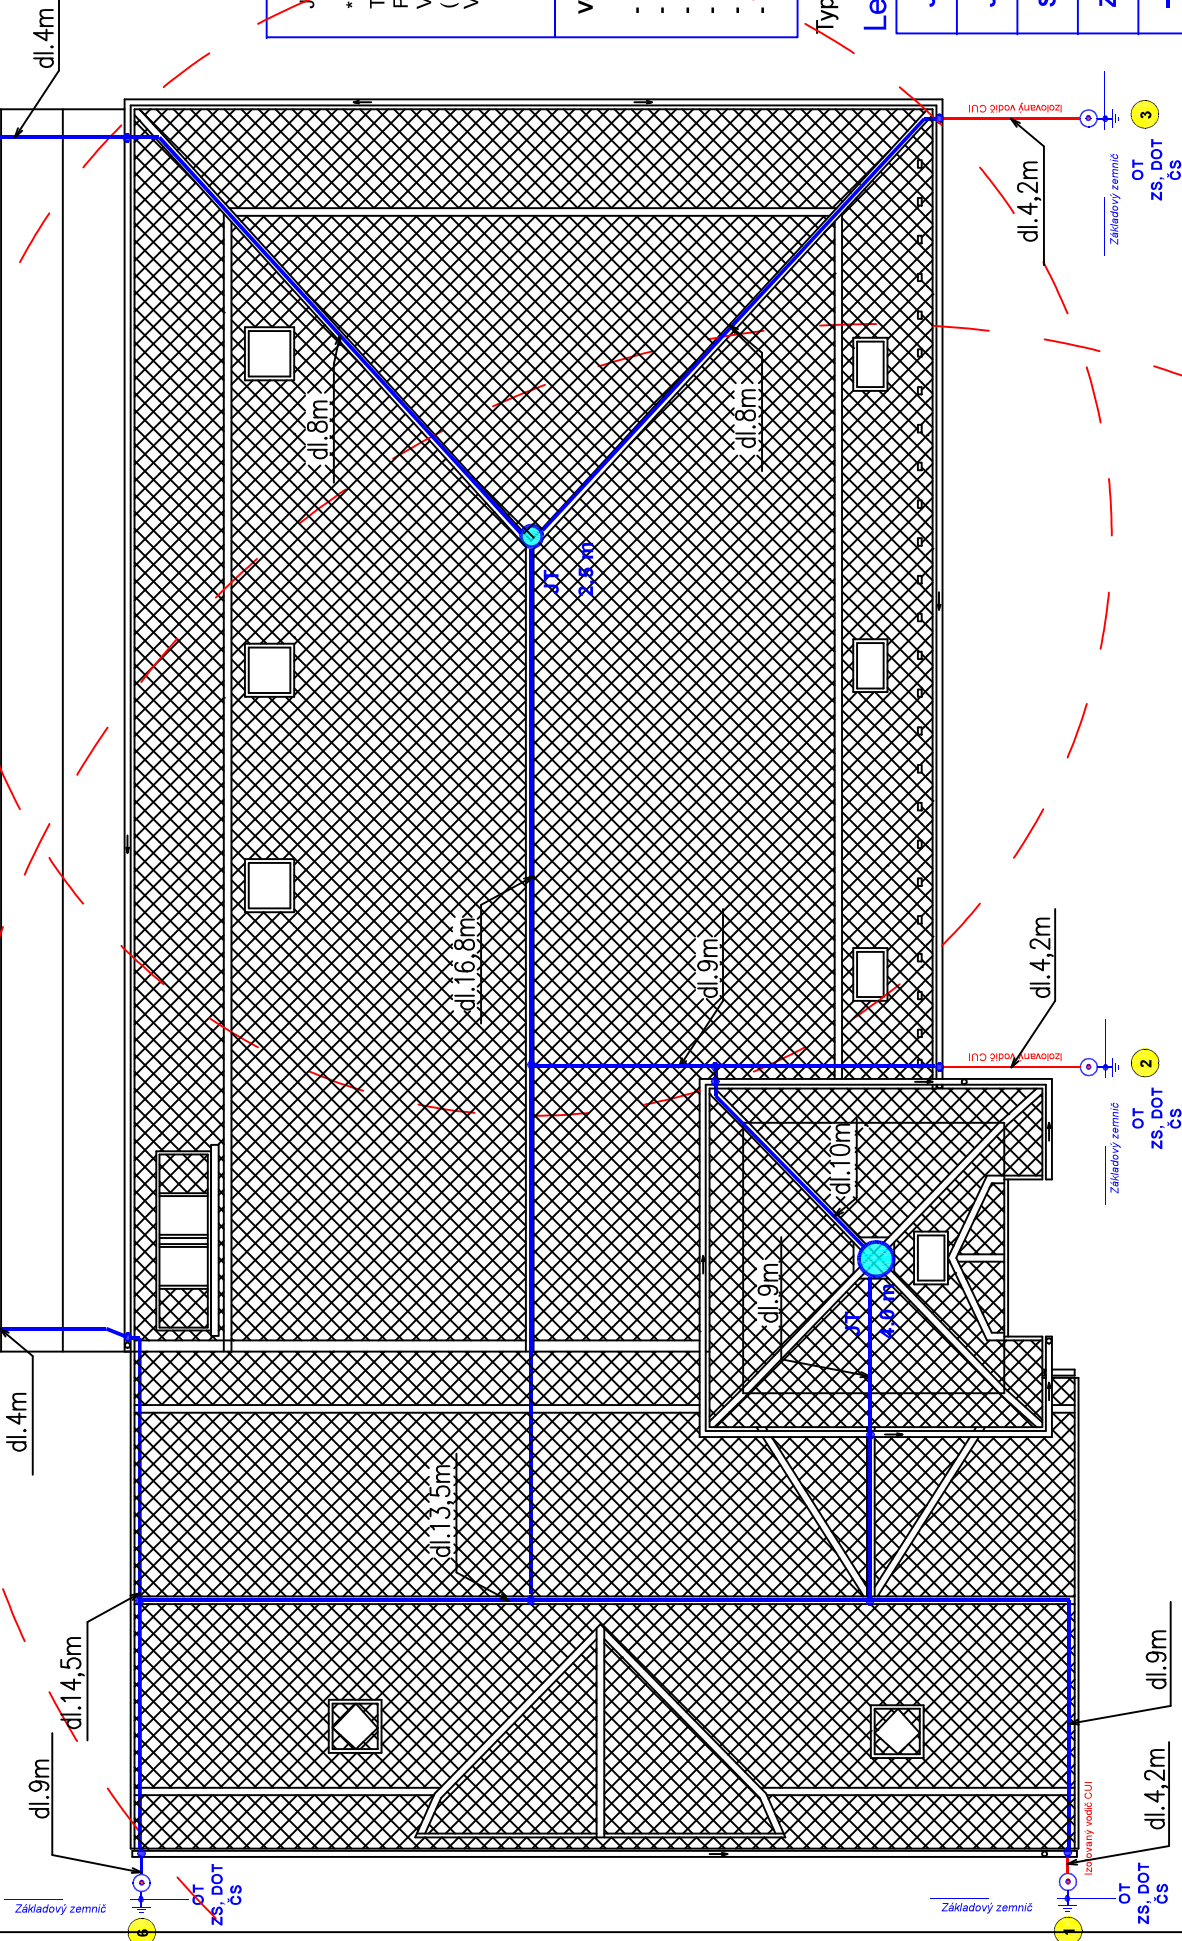 dl.4m
J
*
T
F
V
(
V
V
-
-
-
-
-
-
Typ
Le
J
J
S
Z
Izolovaný vodič CUI
3
OT
ZS, DOT
ČS
Základový zemnič
dl.4,2m
dl.8m
dl.8m
JT
2,5 m
dl.16,8m
dl.9m
dl.4,2m
Izolovaný vodič CUI
2
OT
ZS, DOT
ČS
Základový zemnič
dl.10m
dl.9m
JT
4,0 m
dl.4m
dl.13,5m
dl.14,5m
dl.9m
dl.9m
dl.4,2m
Izolovaný vodič CUI
OT
ZS, DOT
ČS
Základový zemnič
6
OT
ZS, DOT
ČS
Základový zemnič
1